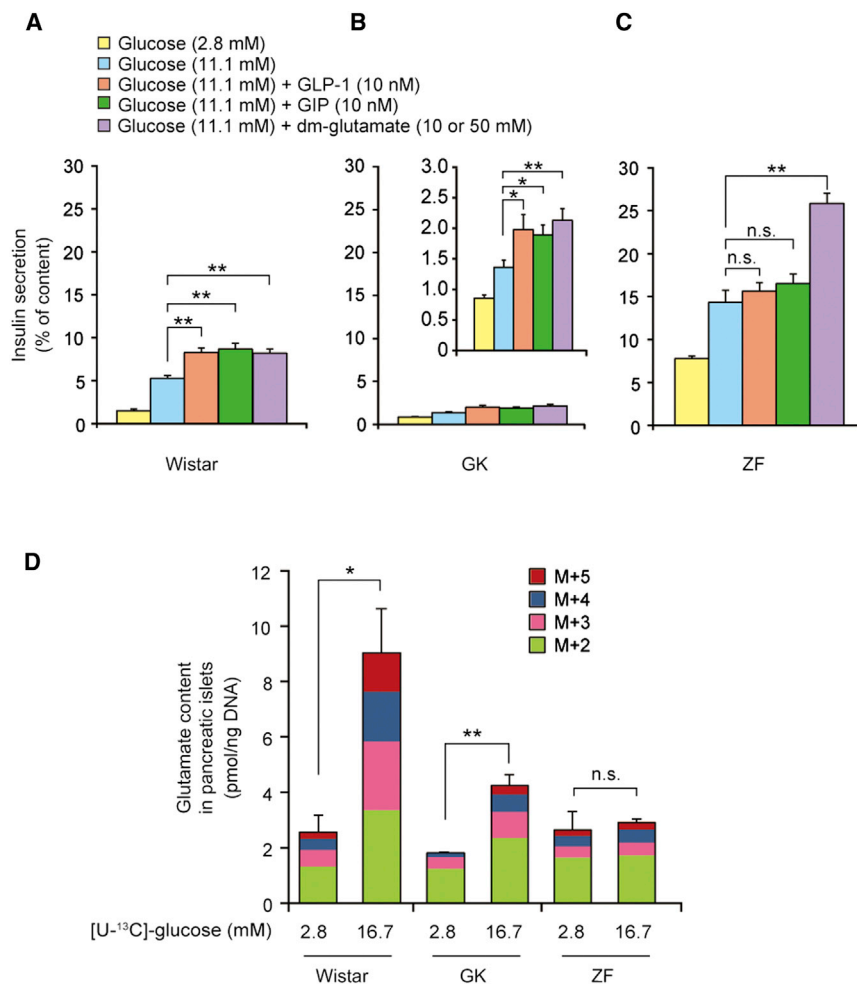 A
B
C
Glucose (2.8 mM)
Glucose (11.1 mM)
Glucose (11.1 mM) + GLP-1 (10 nM)
Glucose (11.1 mM) + GIP (10 nM)
Glucose (11.1 mM) + dm-glutamate (10 or 50 mM)
Insulin secretion
(% of content)
30
25
20
15
10
5
0
**
**
**
Wistar
30
25
20
15
10
5
0
3.0
2.5
2.0
1.5
1.0
0.5
0
**
*
*
GK
30
25
20
15
10
5
0
**
n.s.
n.s.
ZF
D
Glutamate content
in pancreatic islets
(pmol/ng DNA)
12
10
8
6
4
2
0
*
**
n.s.
M+5
M+4
M+3
M+2
[U-¹³C]-glucose (mM)
2.8 16.7 2.8 16.7 2.8 16.7
Wistar GK ZF